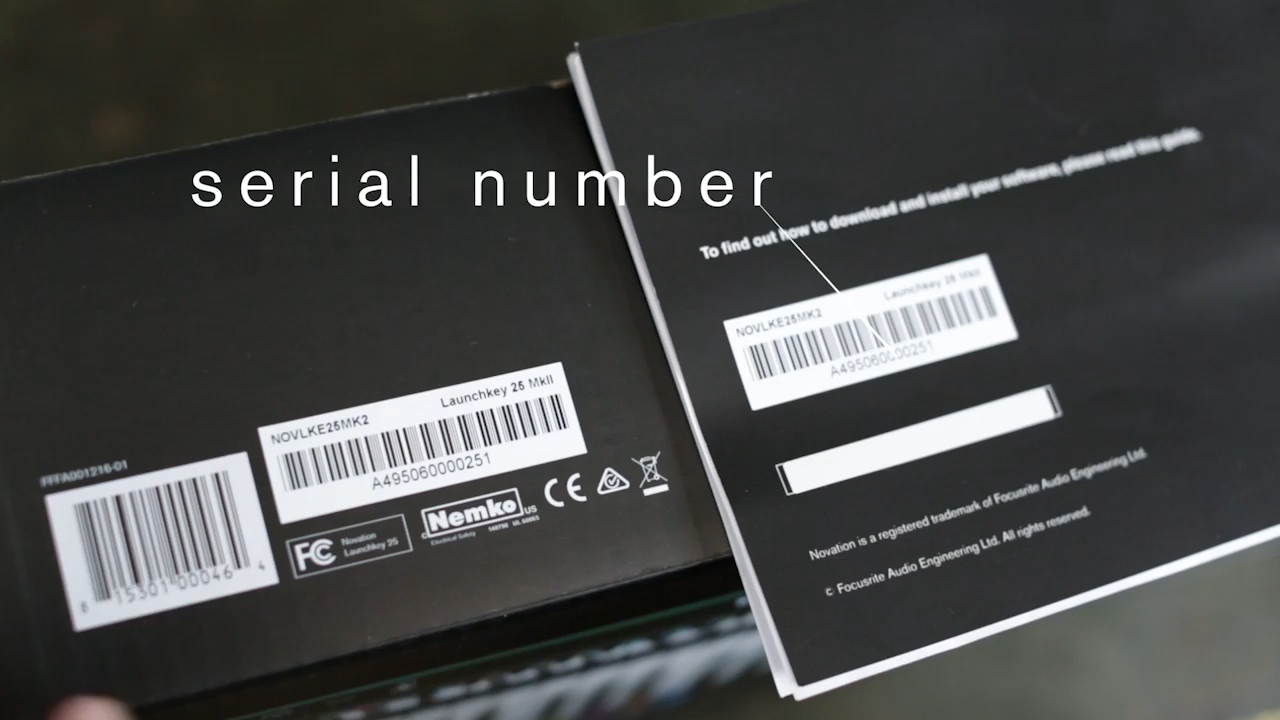 serial number
To find out how to download and install your software, please read this guide.
NOVLKE25MK2
Launchkey 25 MkII
A495060000251
Novation is a registered trademark of Focusrite Audio Engineering Ltd.
c Focusrite Audio Engineering Ltd. All rights reserved.
FFFA001216-01
8 15301 00046 4
NOVLKE25MK2
Launchkey 25 MkII
A495060000251
FC
Novation
Launchkey 25
c Nemko US
Electrical Safety
CE